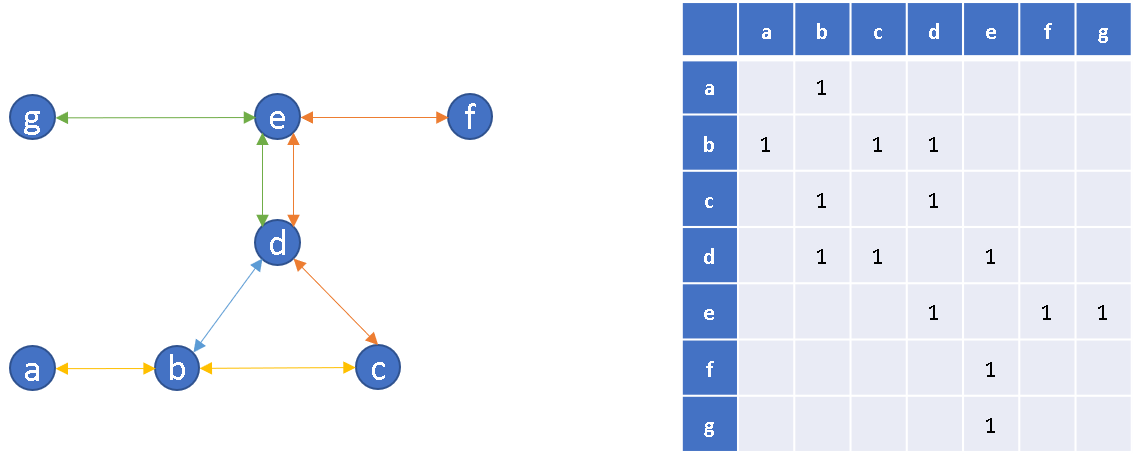 g e f
d
a b c
a b c d e f g
a 1
b 1 1 1
c 1 1
d 1 1 1
e 1 1 1
f 1
g 1